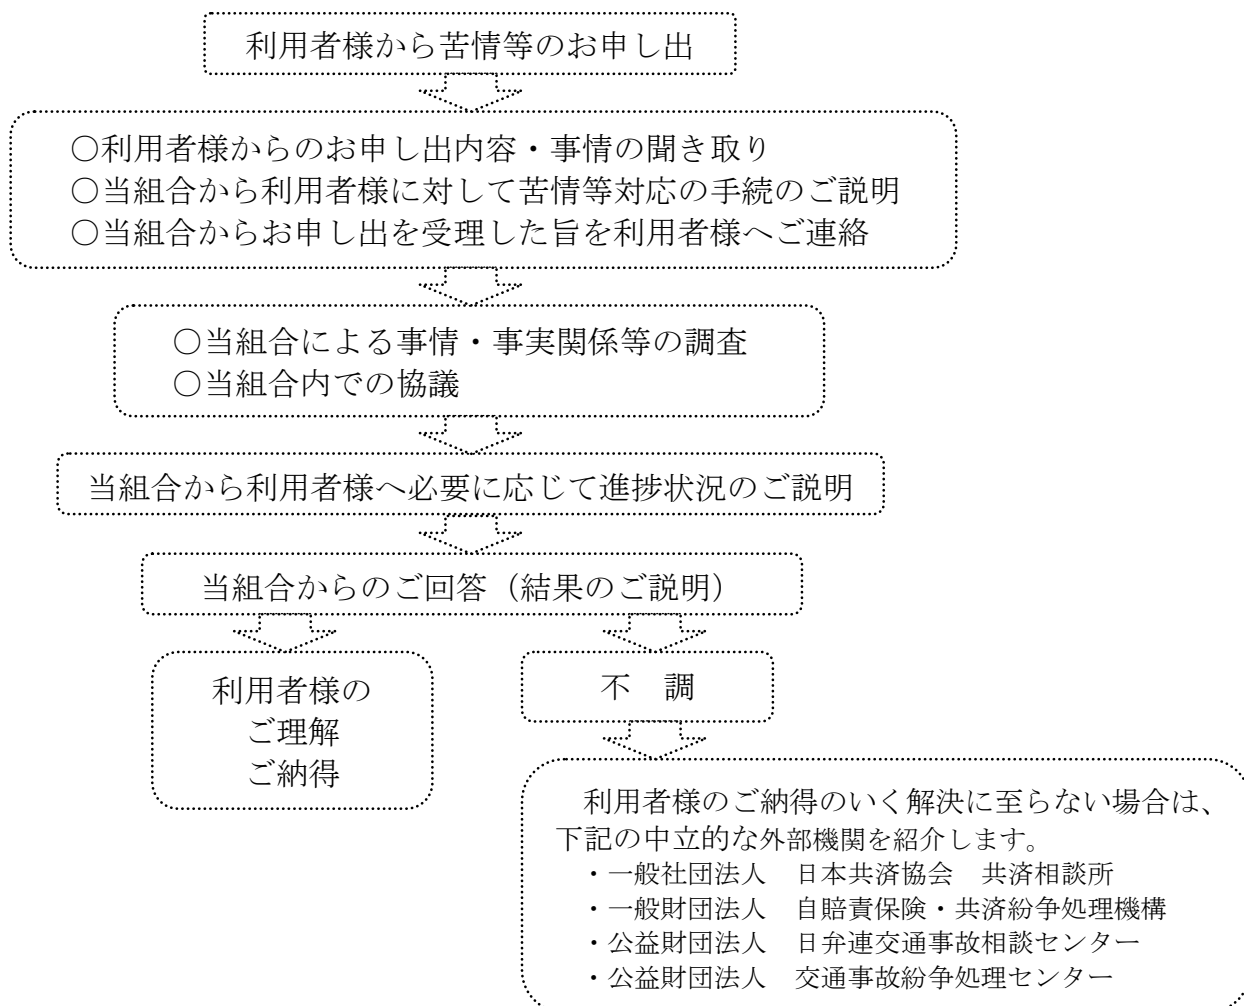 利用者様から苦情等のお申し出
○利用者様からのお申し出内容・事情の聞き取り
○当組合から利用者様に対して苦情等対応の手続のご説明
○当組合からお申し出を受理した旨を利用者様へご連絡
○当組合による事情・事実関係等の調査
○当組合内での協議
当組合から利用者様へ必要に応じて進捗状況のご説明
当組合からのご回答（結果のご説明）
利用者様の
ご理解
ご納得
不　調
利用者様のご納得のいく解決に至らない場合は、
下記の中立的な外部機関を紹介します。
・一般社団法人　日本共済協会　共済相談所
・一般財団法人　自賠責保険・共済紛争処理機構
・公益財団法人　日弁連交通事故相談センター
・公益財団法人　交通事故紛争処理センター